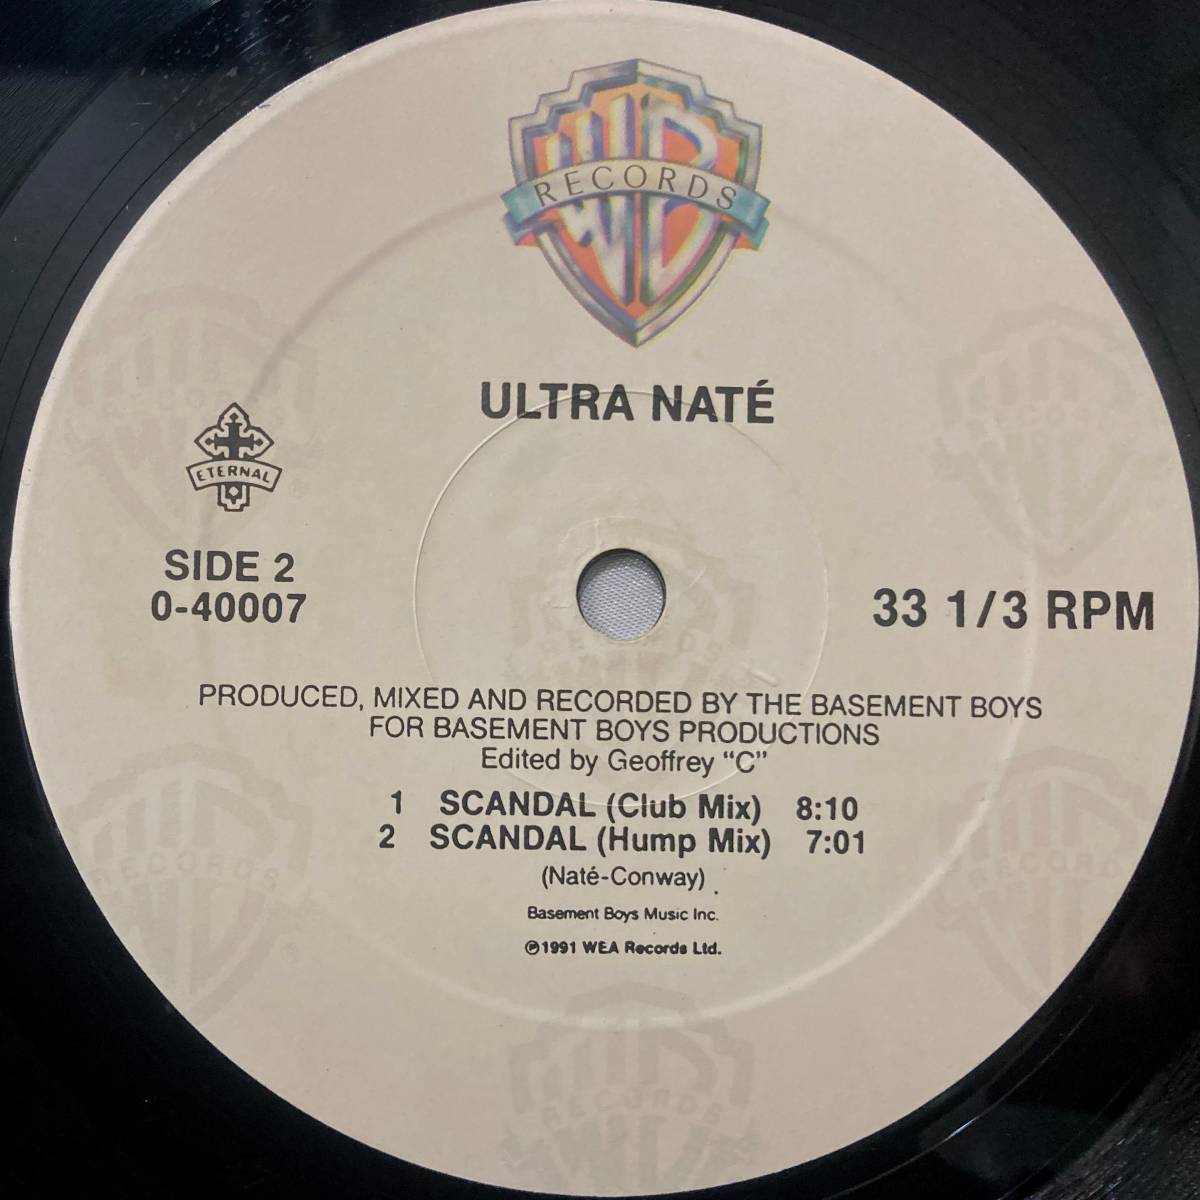 WB
RECORDS
ULTRA NATÉ
ETERNAL
SIDE 2
0-40007
33 1/3 RPM
PRODUCED, MIXED AND RECORDED BY THE BASEMENT BOYS
FOR BASEMENT BOYS PRODUCTIONS
Edited by Geoffrey “C”
1 SCANDAL (Club Mix) 8:10
2 SCANDAL (Hump Mix) 7:01
(Naté-Conway)
Basement Boys Music Inc.
℗1991 WEA Records Ltd.